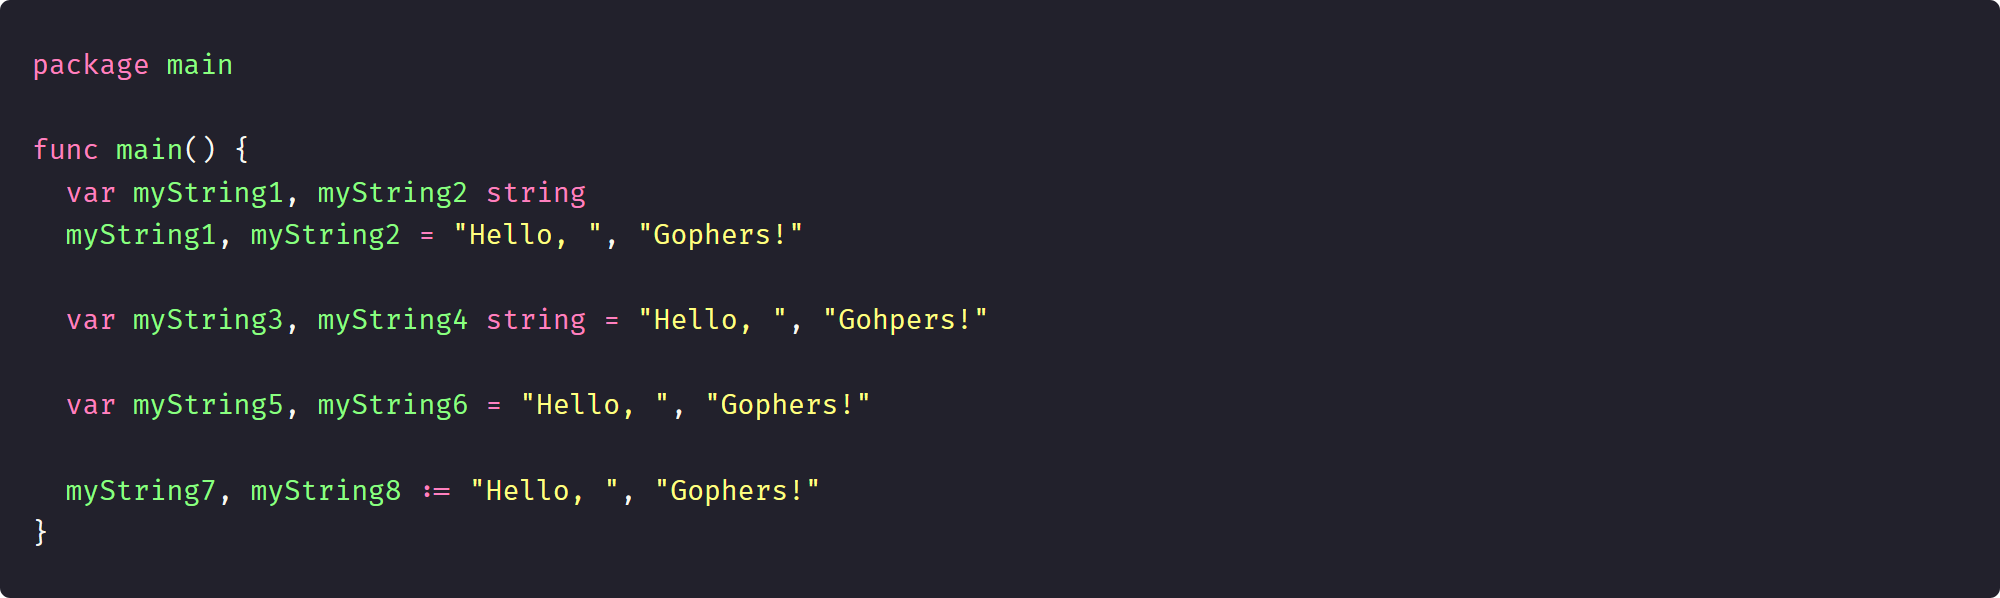 package main
func main() {
var myString1, myString2 string
myString1, myString2 = "Hello, ", "Gophers!"
var myString3, myString4 string = "Hello, ", "Gohpers!"
var myString5, myString6 = "Hello, ", "Gophers!"
myString7, myString8 := "Hello, ", "Gophers!"
}